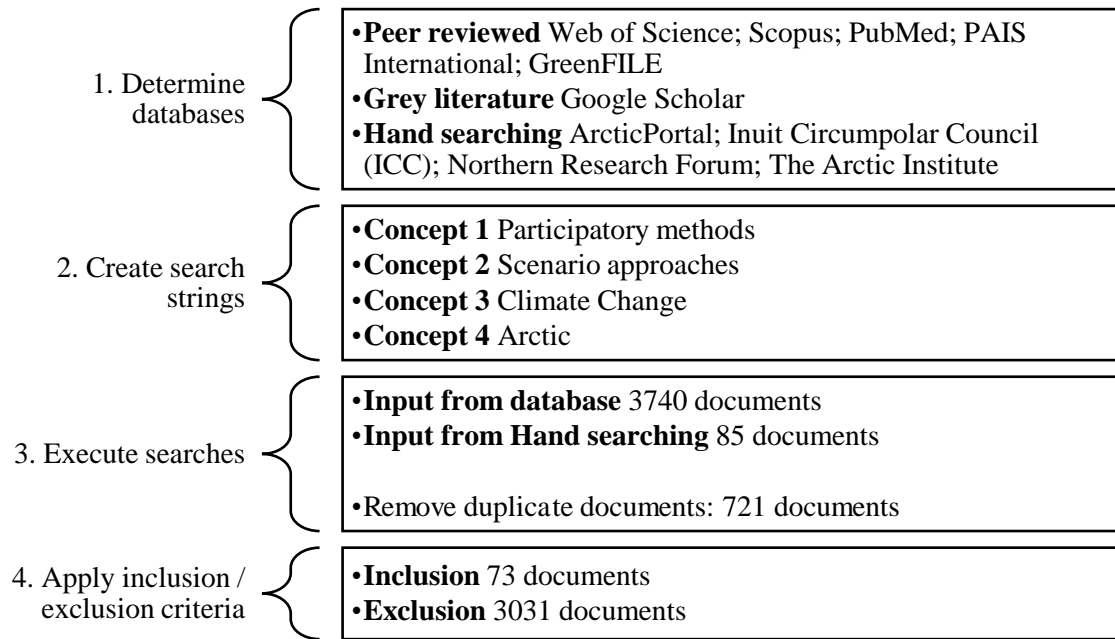 1. Determine
databases
•Peer reviewed Web of Science; Scopus; PubMed; PAIS
International; GreenFILE
•Grey literature Google Scholar
•Hand searching ArcticPortal; Inuit Circumpolar Council
(ICC); Northern Research Forum; The Arctic Institute
2. Create search
strings
•Concept 1 Participatory methods
•Concept 2 Scenario approaches
•Concept 3 Climate Change
•Concept 4 Arctic
3. Execute searches
•Input from database 3740 documents
•Input from Hand searching 85 documents
•Remove duplicate documents: 721 documents
4. Apply inclusion /
exclusion criteria
•Inclusion 73 documents
•Exclusion 3031 documents